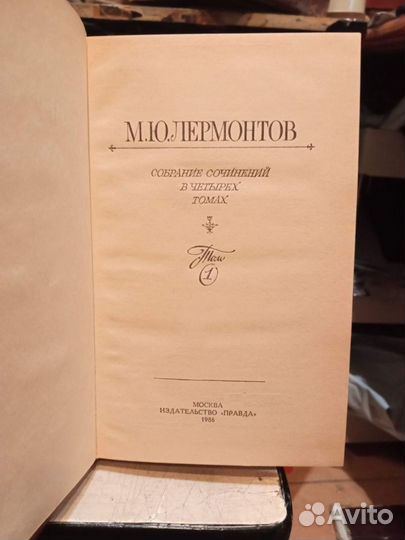 М.Ю.ЛЕРМОНТОВ
СОБРАНИЕ СОЧИНЕНИЙ
В ЧЕТЫРЕХ
ТОМАХ
Том
1
МОСКВА
ИЗДАТЕЛЬСТВО «ПРАВДА»
1986
Avito